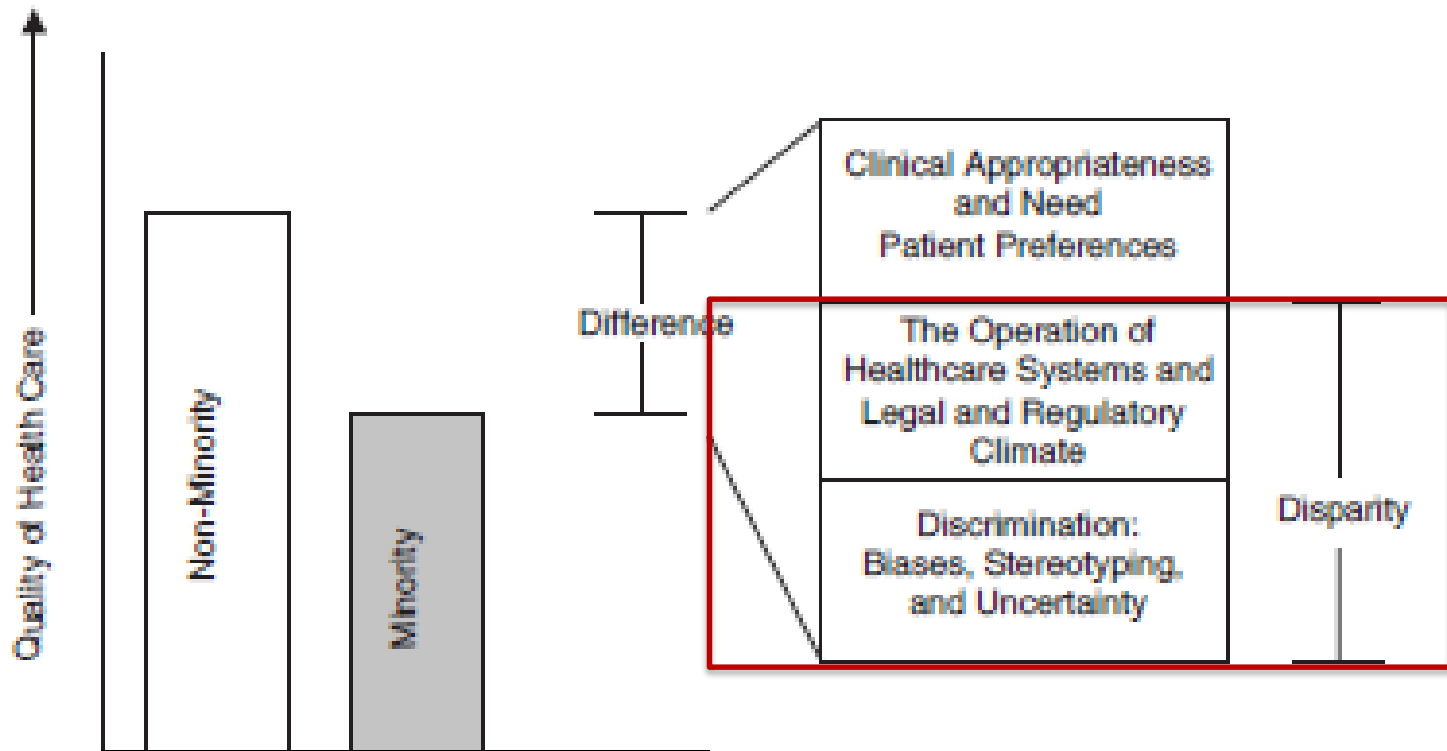 Quality of Health Care
Non-Minority
Minority
Difference
Clinical Appropriateness
and Need
Patient Preferences
The Operation of
Healthcare Systems and
Legal and Regulatory
Climate
Discrimination:
Biases, Stereotyping,
and Uncertainty
Disparity